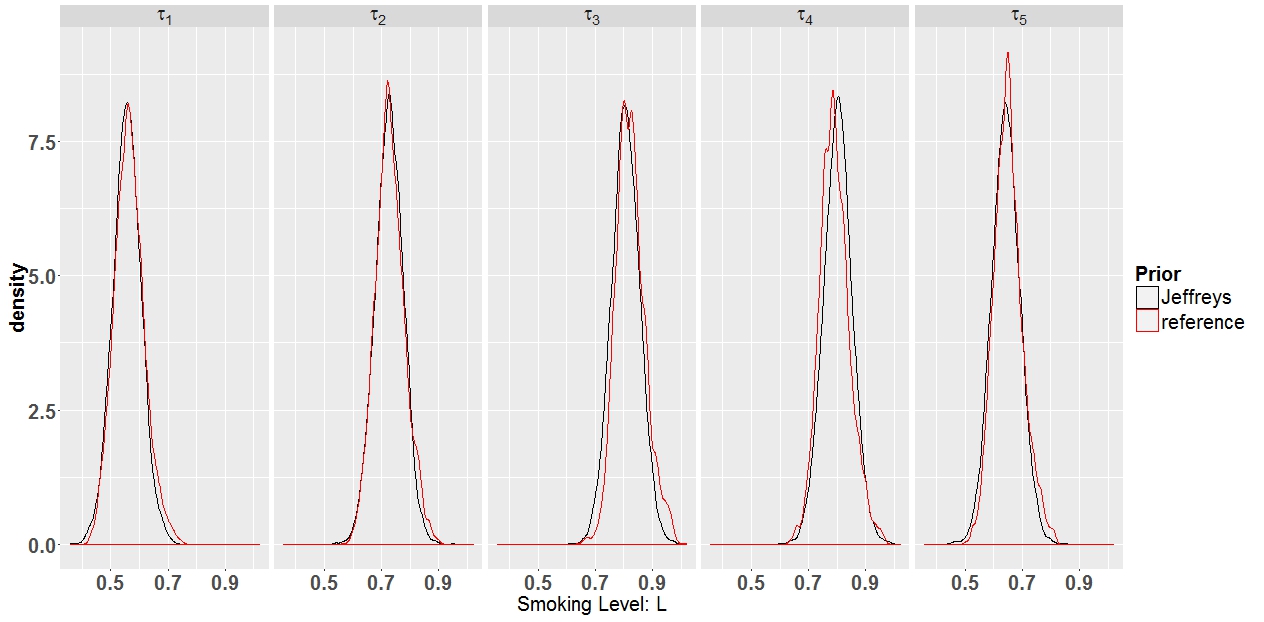 τ1 τ2 τ3 τ4 τ5
7.5
5.0
2.5
0.0
density
0.5 0.7 0.9 0.5 0.7 0.9 0.5 0.7 0.9 0.5 0.7 0.9 0.5 0.7 0.9
Smoking Level: L
Prior
Jeffreys
reference